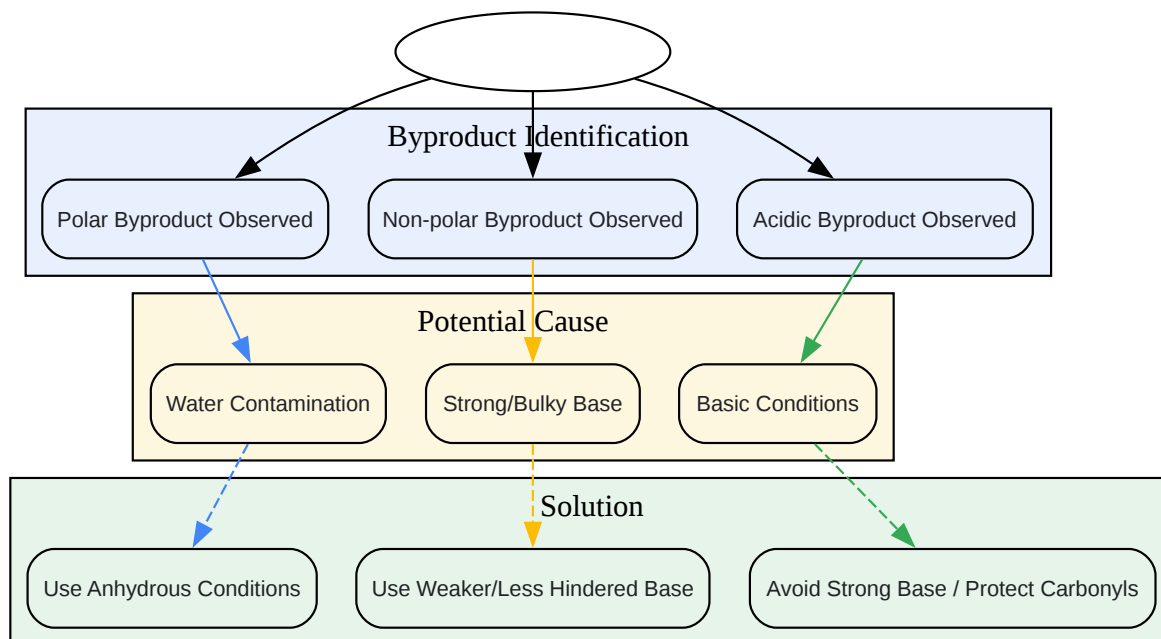 Byproduct Identification
Polar Byproduct Observed
Non-polar Byproduct Observed
Acidic Byproduct Observed
Potential Cause
Water Contamination
Strong/Bulky Base
Basic Conditions
Solution
Use Anhydrous Conditions
Use Weaker/Less Hindered Base
Avoid Strong Base / Protect Carbonyls